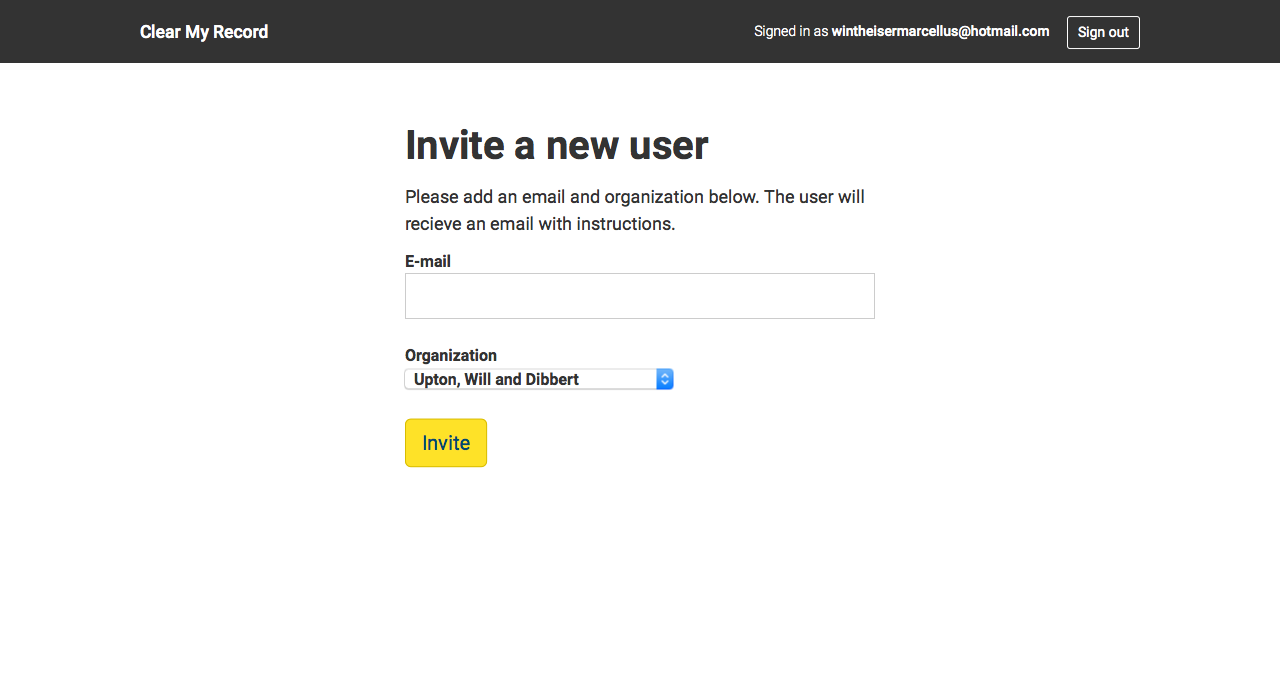 Clear My Record
Signed in as wintheisermarcellus@hotmail.com
Sign out
Invite a new user
Please add an email and organization below. The user will
recieve an email with instructions.
E-mail
Organization
Upton, Will and Dibbert
Invite